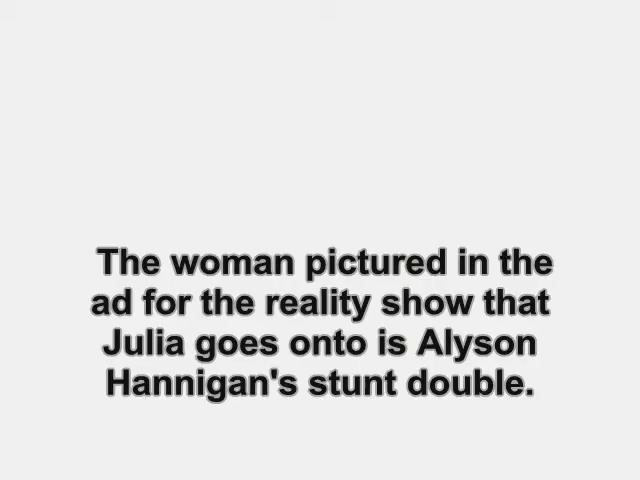 The woman pictured in the
ad for the reality show that
Julia goes onto is Alyson
Hannigan's stunt double.